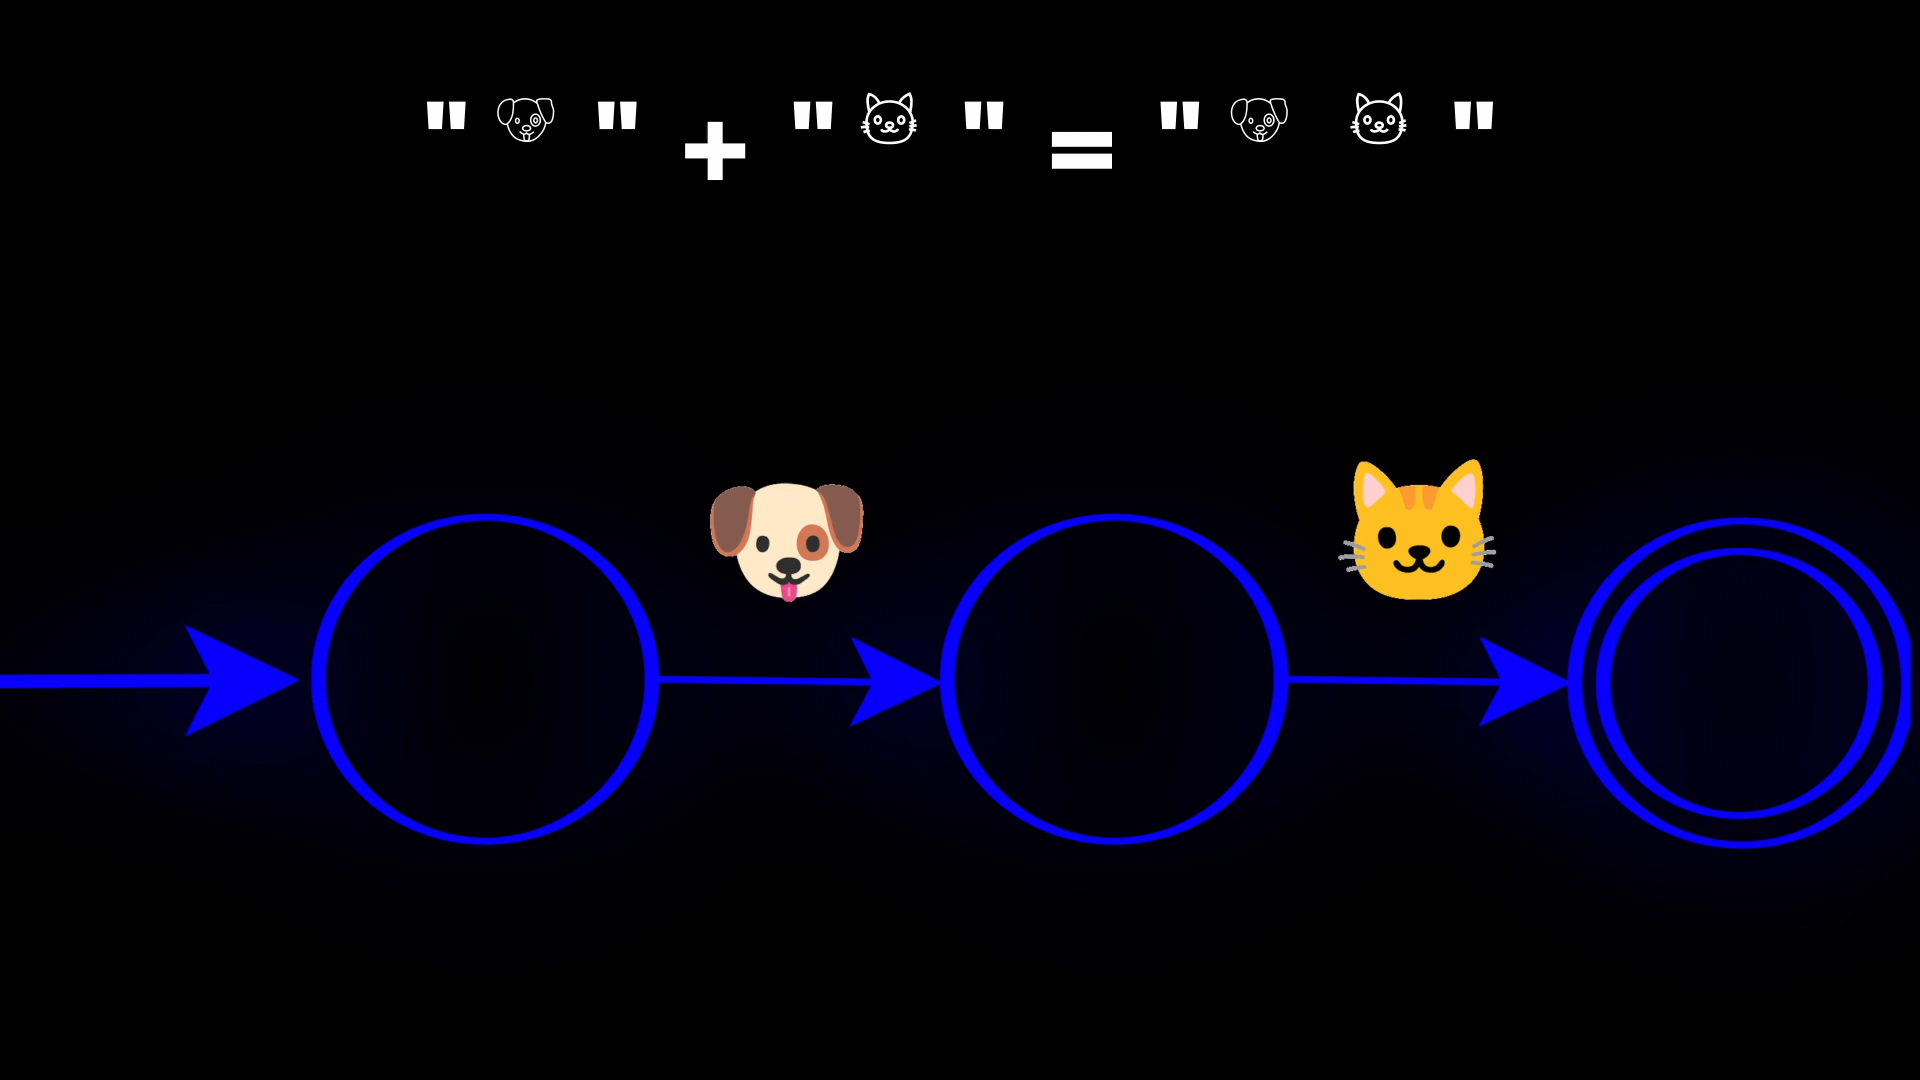 "🐶" + "🐱" = "🐶 🐱"